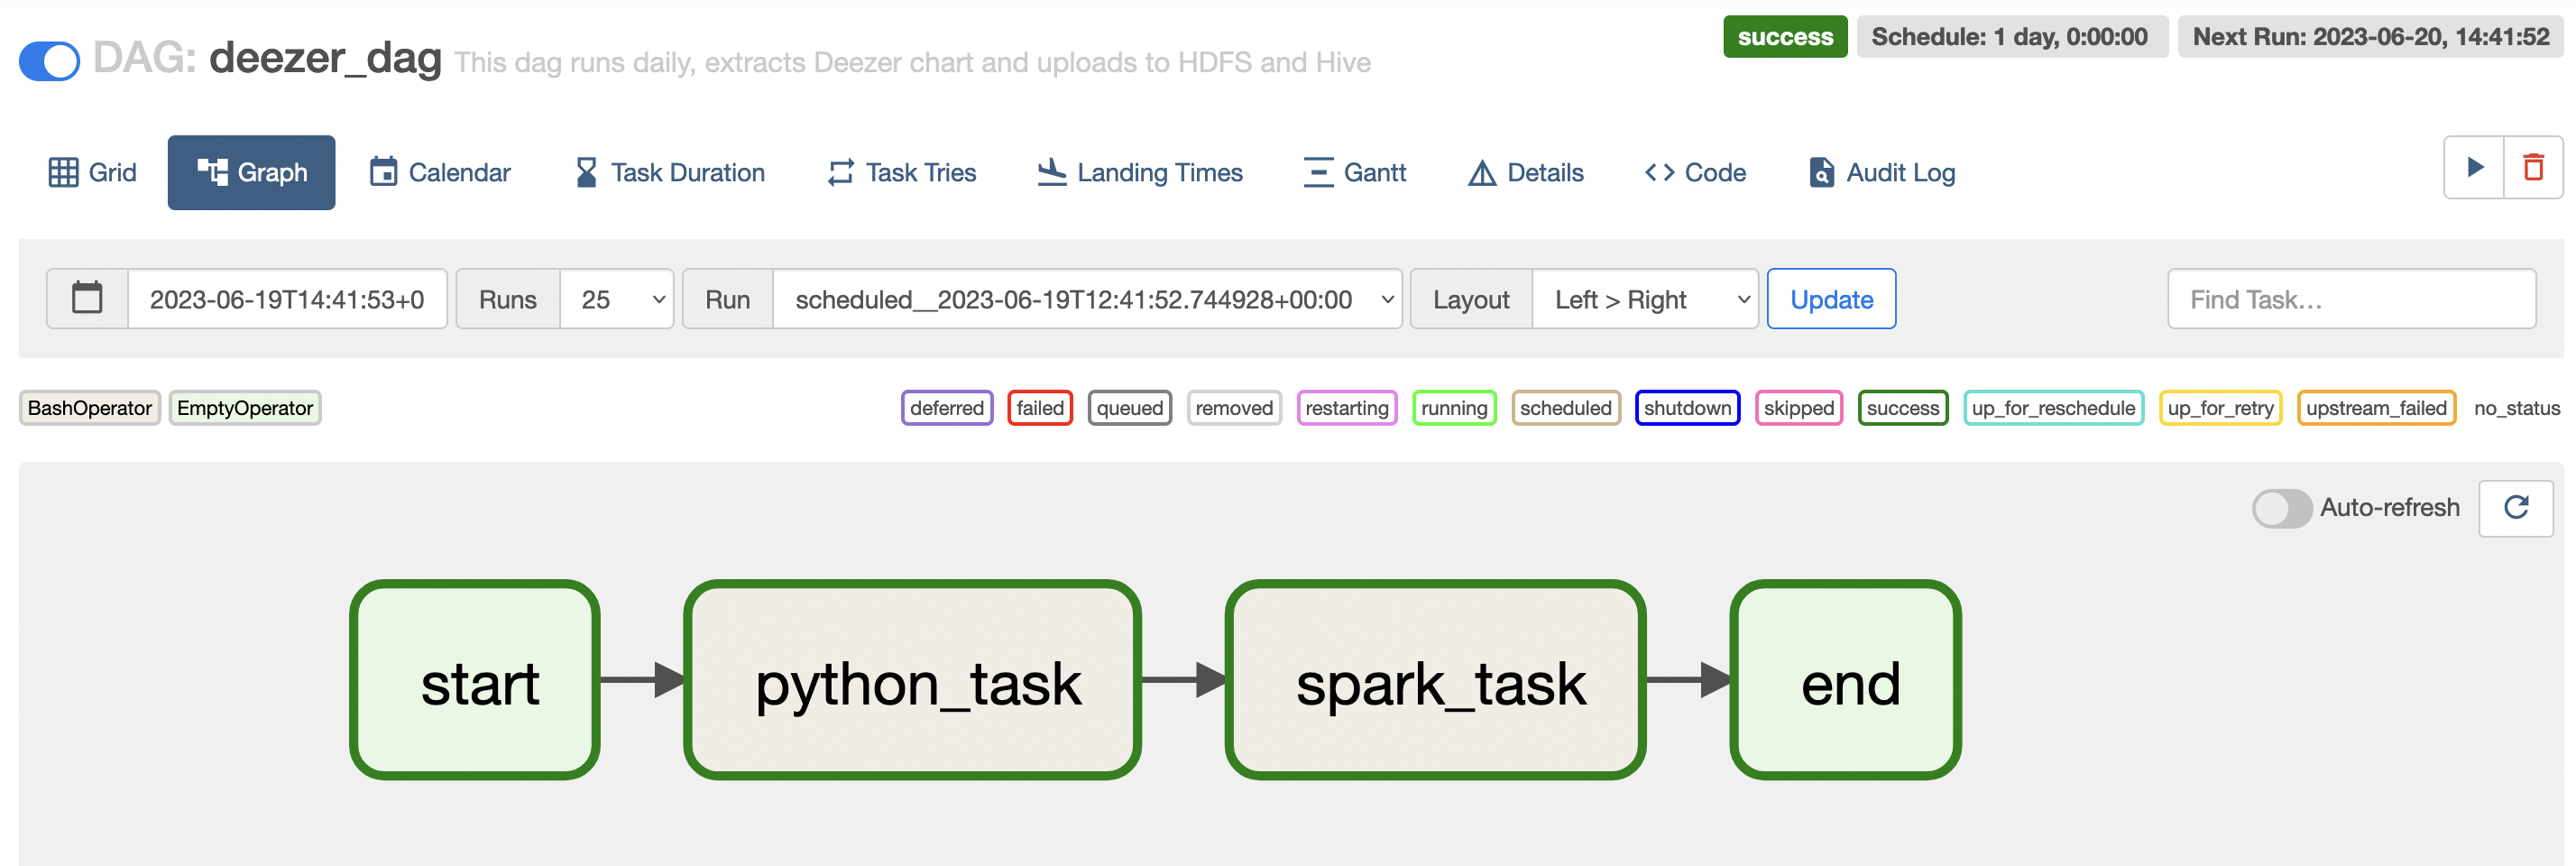 DAG: deezer_dag This dag runs daily, extracts Deezer chart and uploads to HDFS and Hive
success Schedule: 1 day, 0:00:00 Next Run: 2023-06-20, 14:41:52
Grid Graph Calendar Task Duration Task Tries Landing Times Gantt Details <> Code Audit Log
2023-06-19T14:41:53+0 Runs 25 Run scheduled__2023-06-19T12:41:52.744928+00:00 Layout Left > Right Update Find Task...
BashOperator EmptyOperator deferred failed queued removed restarting running scheduled shutdown skipped success up_for_reschedule up_for_retry upstream_failed no_status
Auto-refresh
start python_task spark_task end